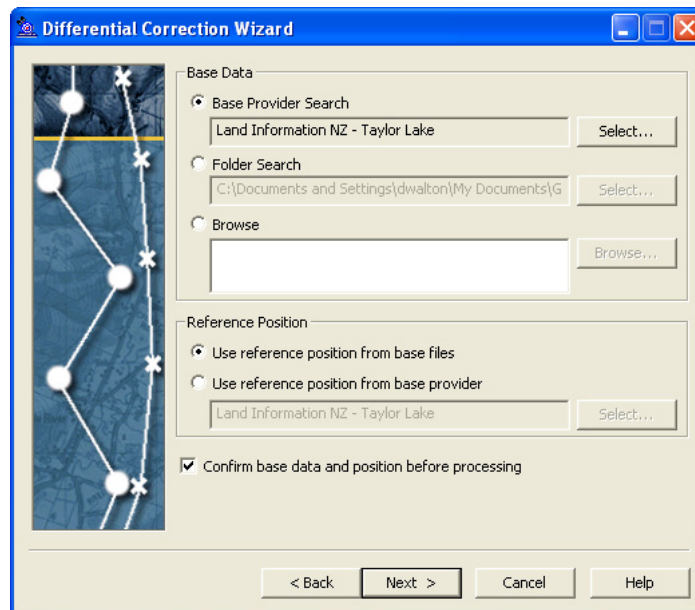 Differential Correction Wizard
Base Data
Base Provider Search
Land Information NZ - Taylor Lake
Select...
Folder Search
C:\Documents and Settings\dwalton\My Documents\G
Select...
Browse
Browse...
Reference Position
Use reference position from base files
Use reference position from base provider
Land Information NZ - Taylor Lake
Select...
Confirm base data and position before processing
< Back
Next >
Cancel
Help